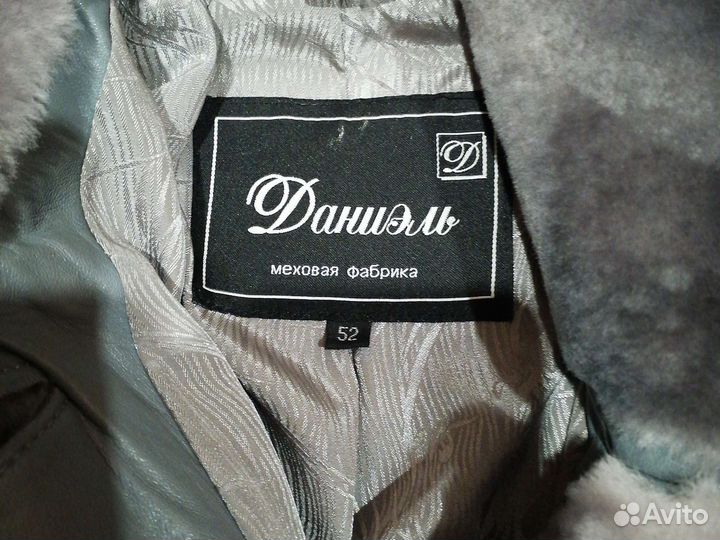 Д
Даниэль
меховая фабрика
52
Avito